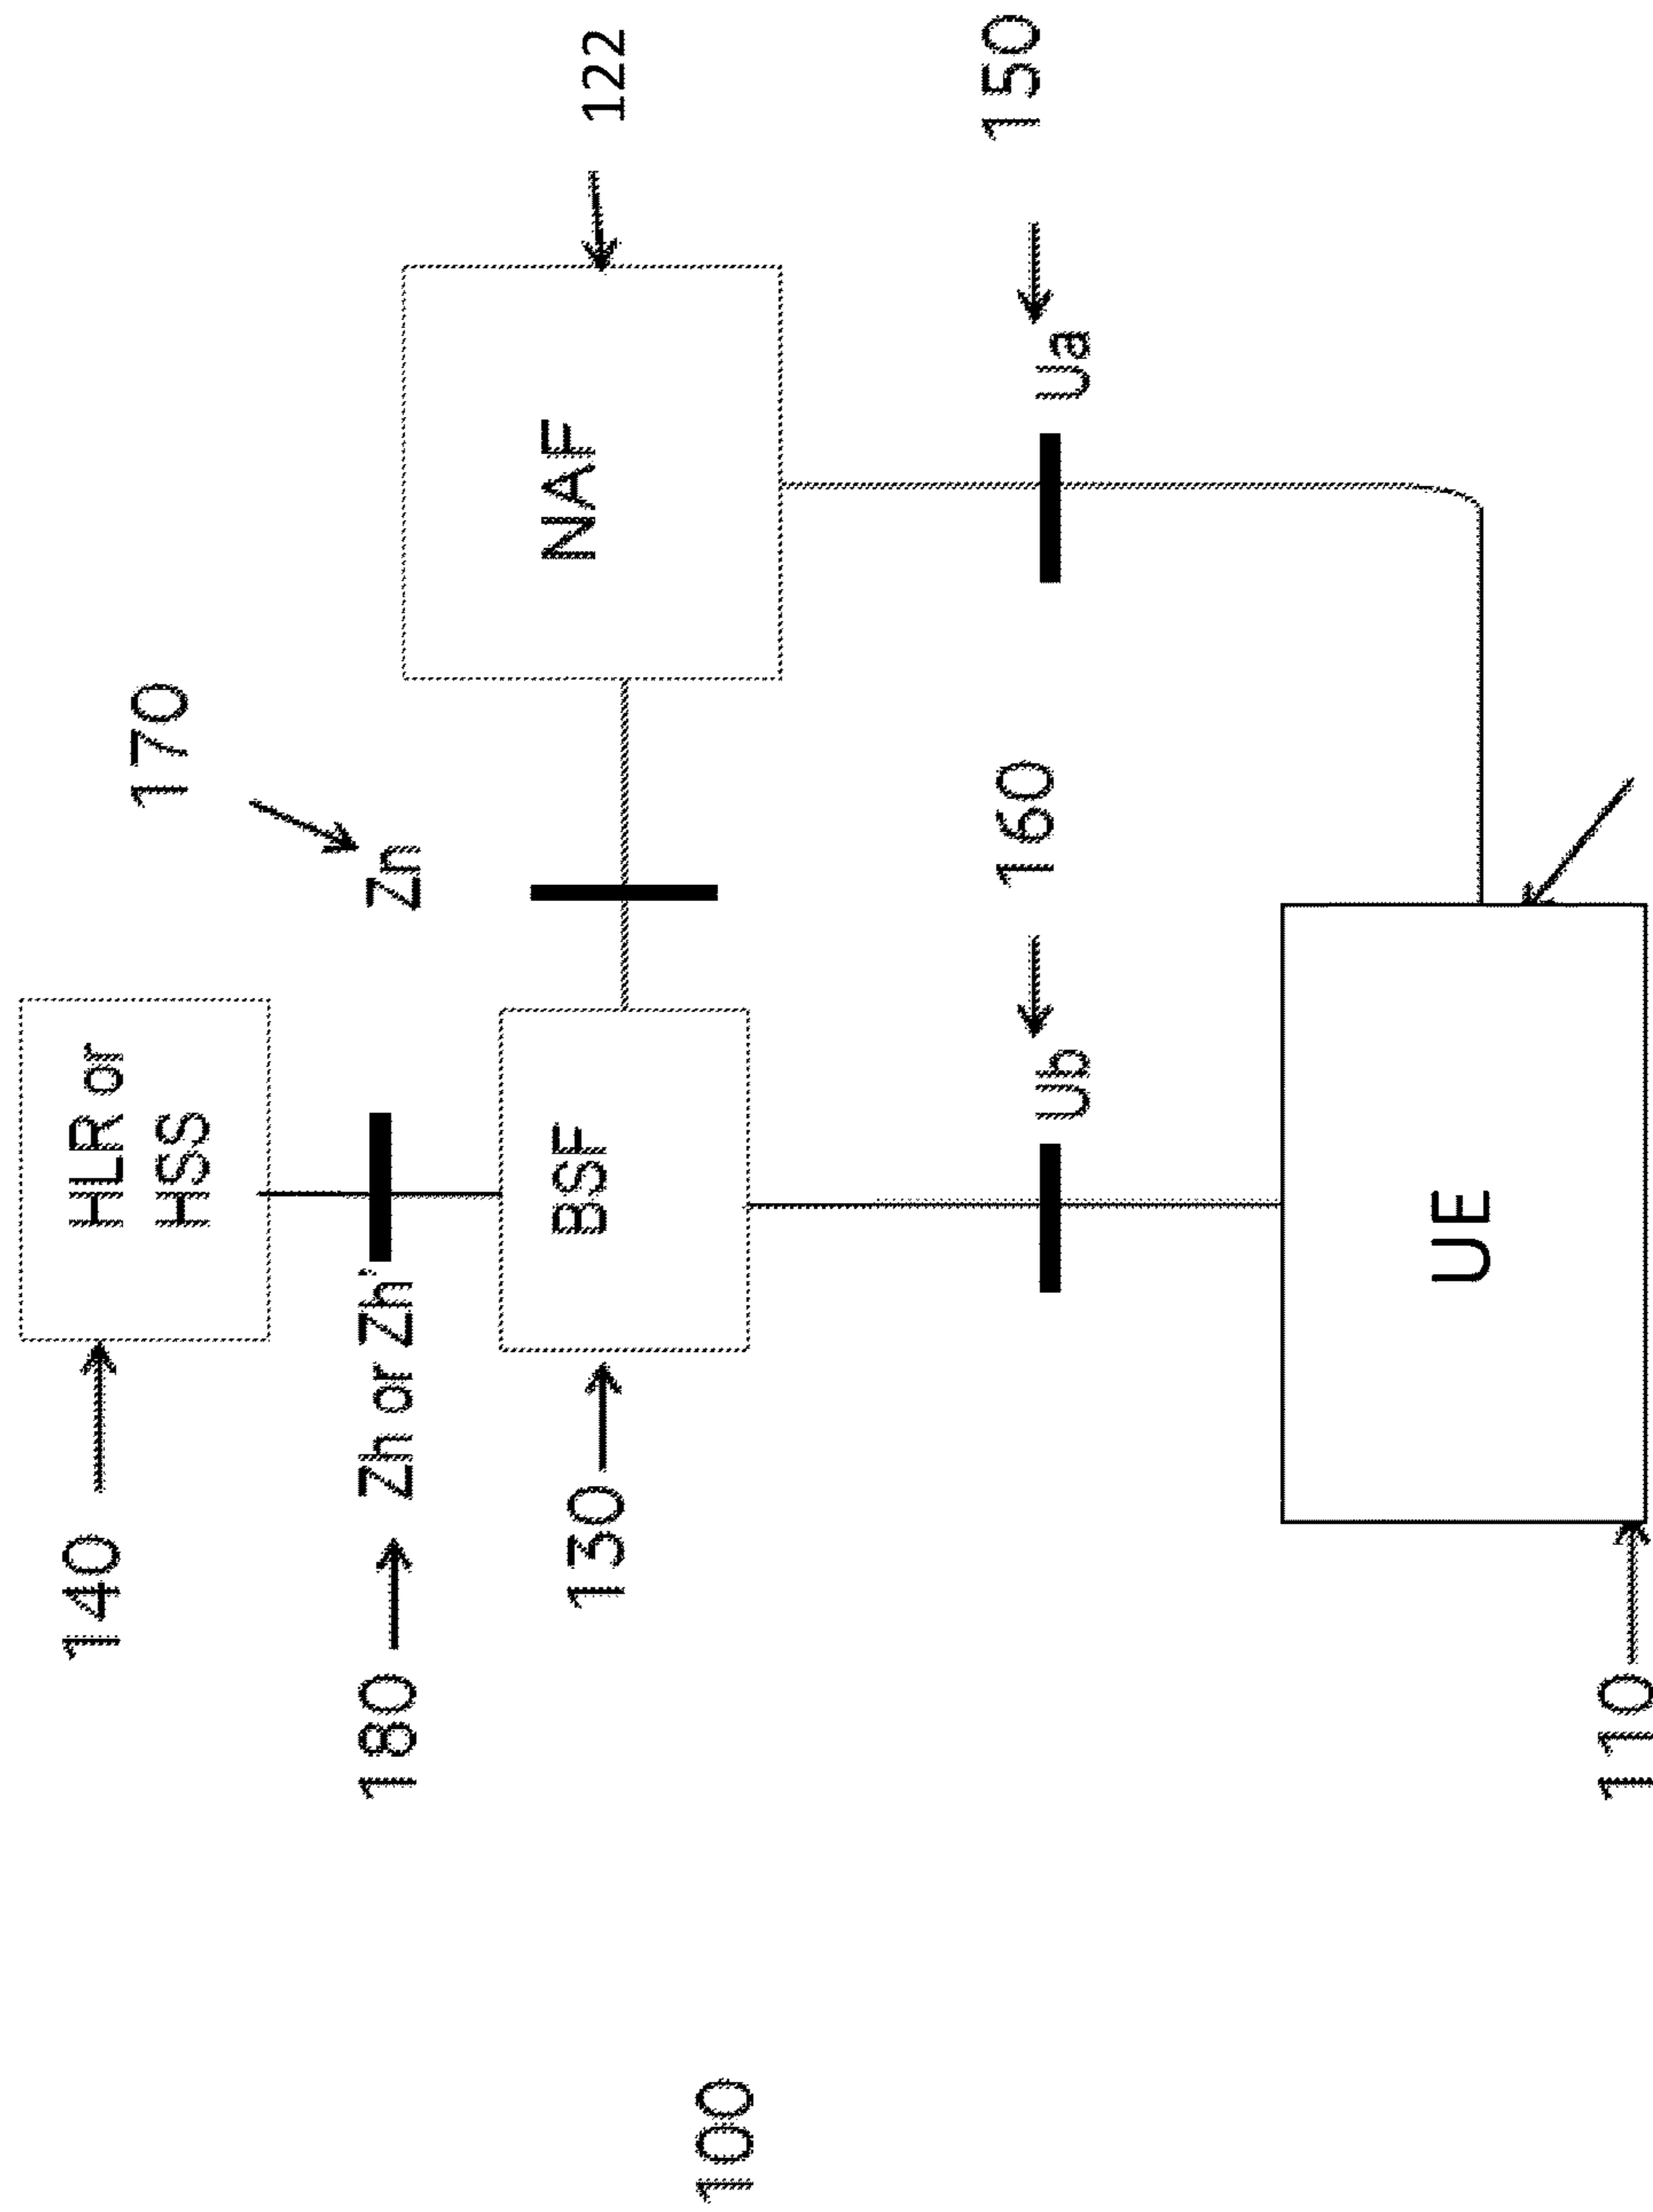 140
HLR or
HSS
180
Zh or Zh'
170
Zn
130
BSF
NAF
122
100
160
Ub
150
Ua
UE
110